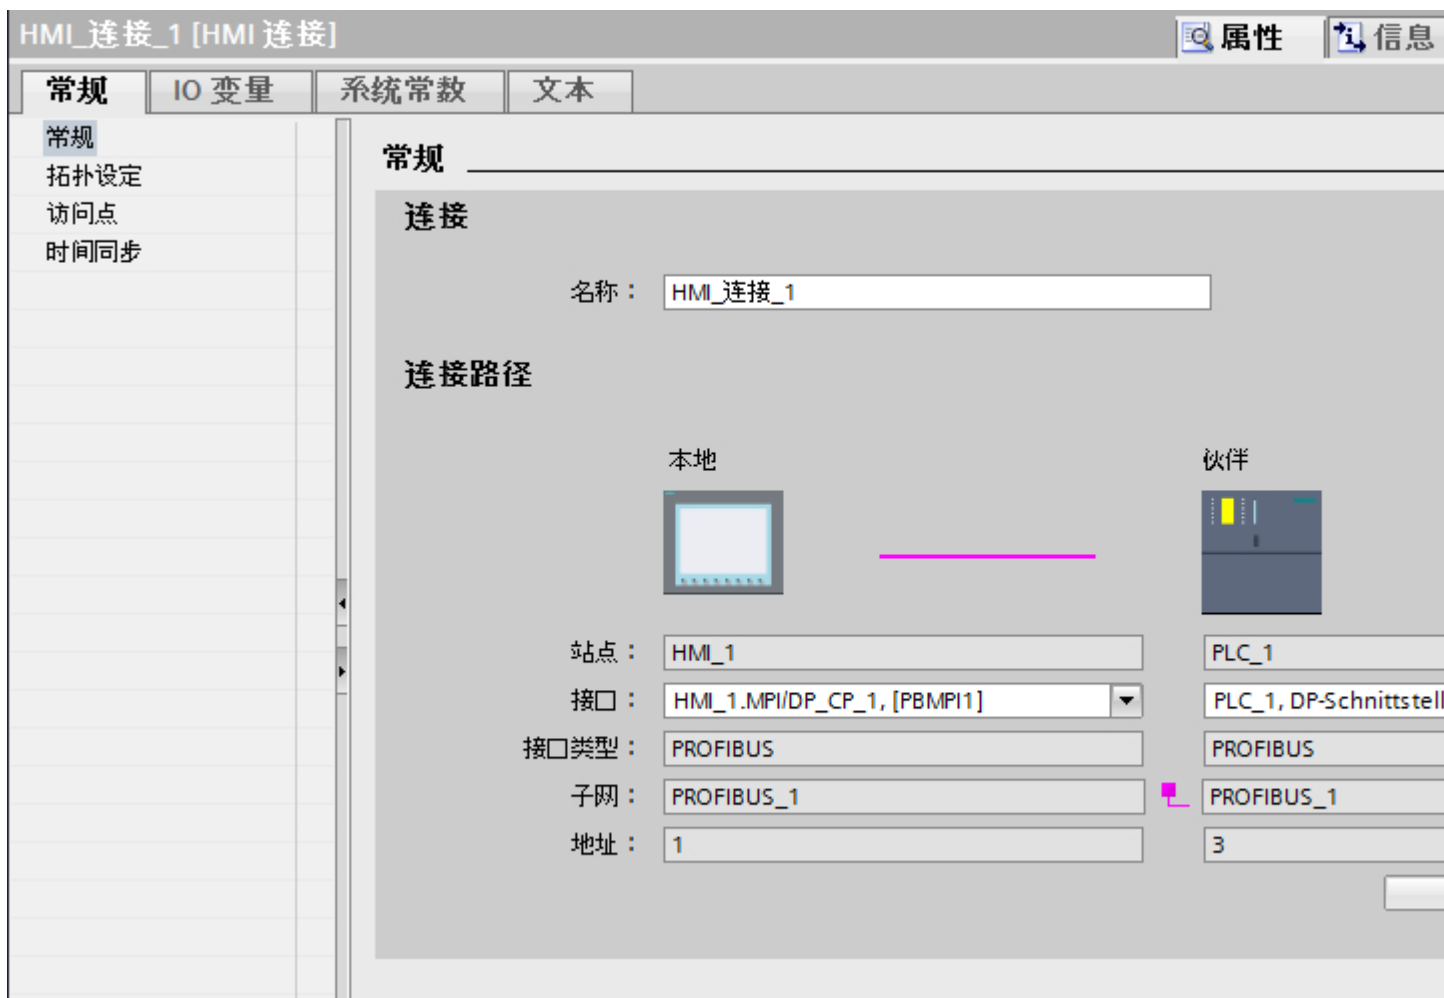 HMI_连接_1 [HMI 连接]
属性
信息
常规
IO 变量
系统常数
文本
常规
拓扑设定
访问点
时间同步
常规
连接
名称：
HMI_连接_1
连接路径
本地
伙伴
站点：
HMI_1
PLC_1
接口：
HMI_1.MPI/DP_CP_1, [PBMPI1]
PLC_1, DP-Schnittstell
接口类型：
PROFIBUS
PROFIBUS
子网：
PROFIBUS_1
PROFIBUS_1
地址：
1
3